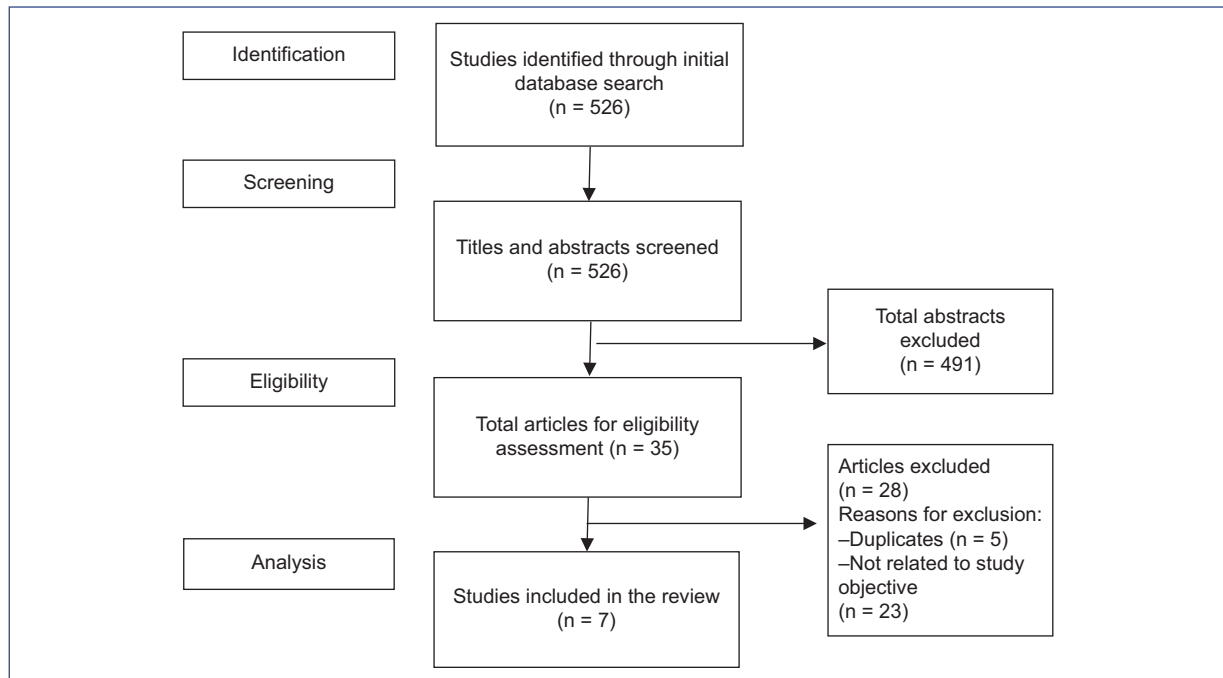 Identification
Studies identified through initial
database search
(n = 526)
Screening
Titles and abstracts screened
(n = 526)
Total abstracts
excluded
(n = 491)
Eligibility
Total articles for eligibility
assessment (n = 35)
Articles excluded
(n = 28)
Reasons for exclusion:
–Duplicates (n = 5)
–Not related to study
objective
(n = 23)
Analysis
Studies included in the review
(n = 7)